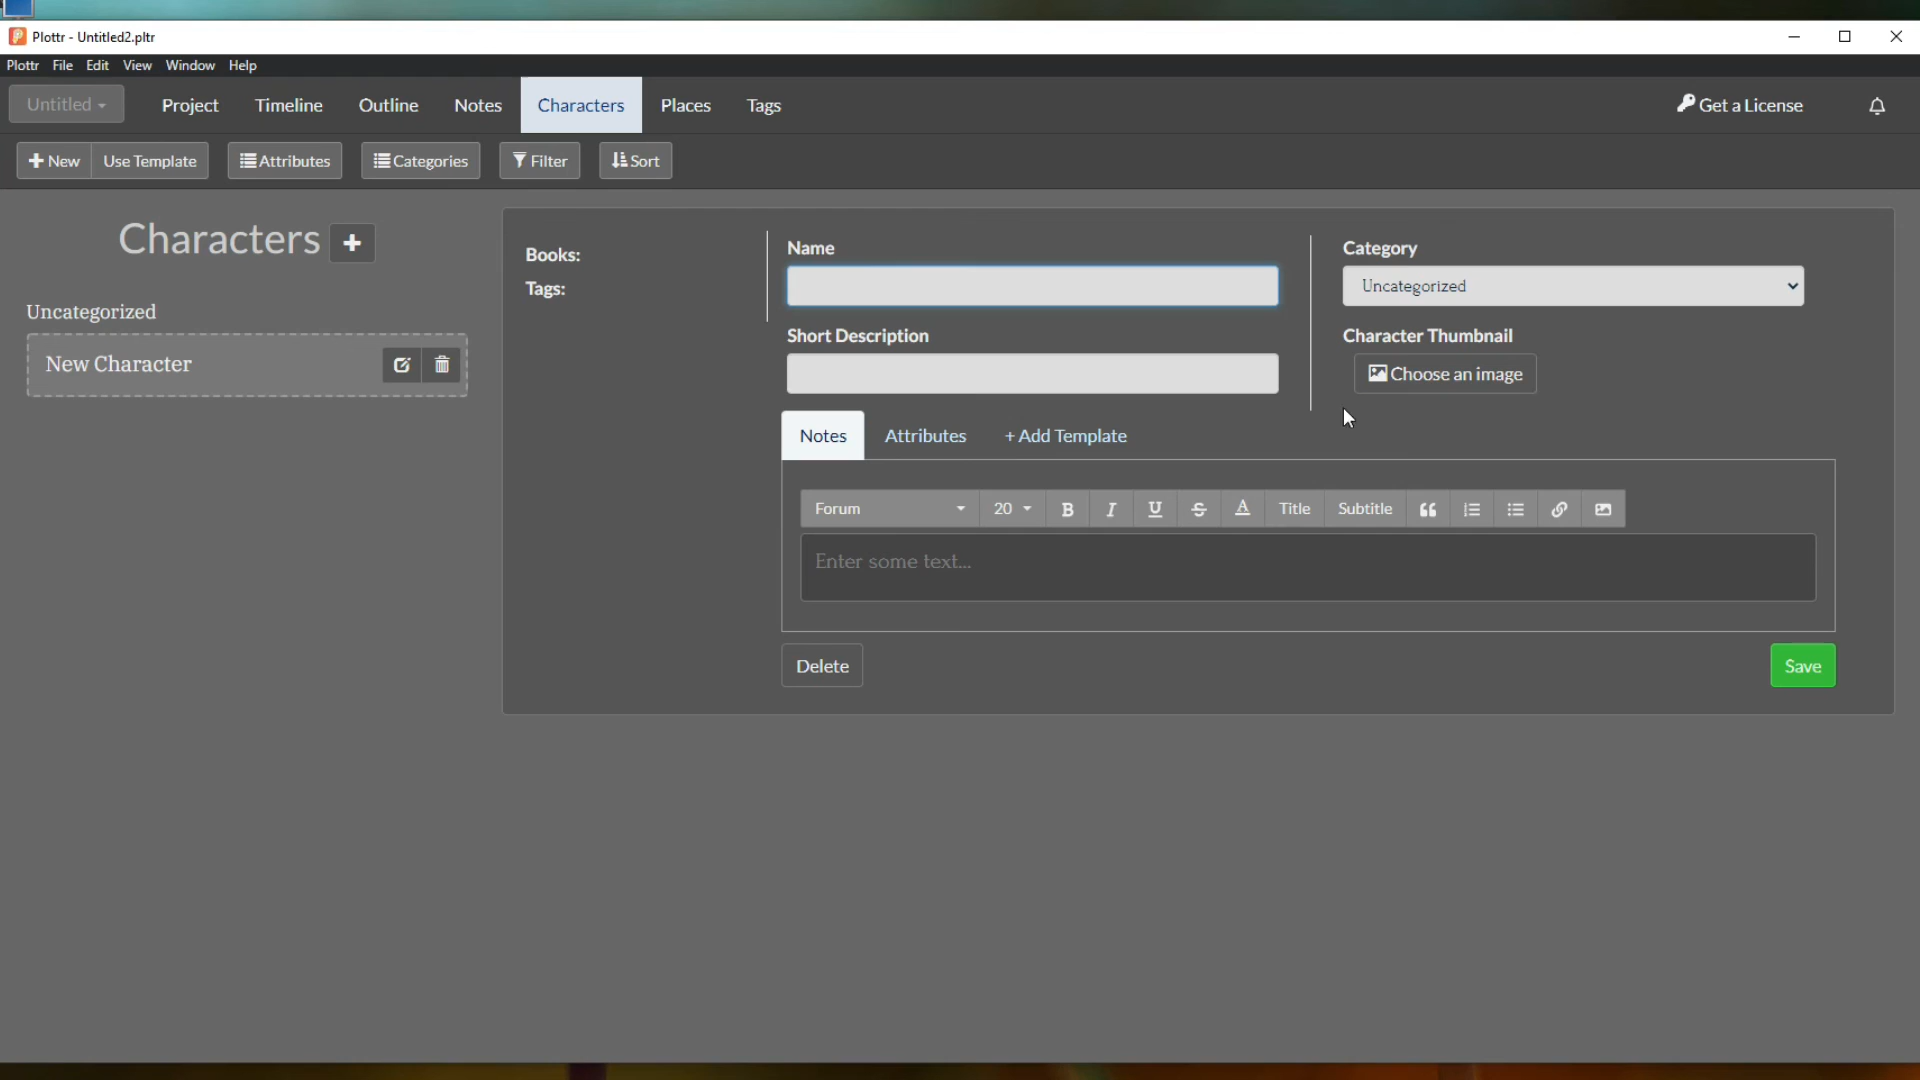 Plottr - Untitled2.pltr
Plottr File Edit View Window Help
Untitled Project Timeline Outline Notes Characters Places Tags Get a License
New Use Template Attributes Categories Filter Sort
Characters
Uncategorized
New Character
Books:
Tags:
Name
Short Description
Category
Uncategorized
Character Thumbnail
Choose an image
Notes Attributes + Add Template
Forum 20 B I U S A Title Subtitle
Enter some text...
Delete Save